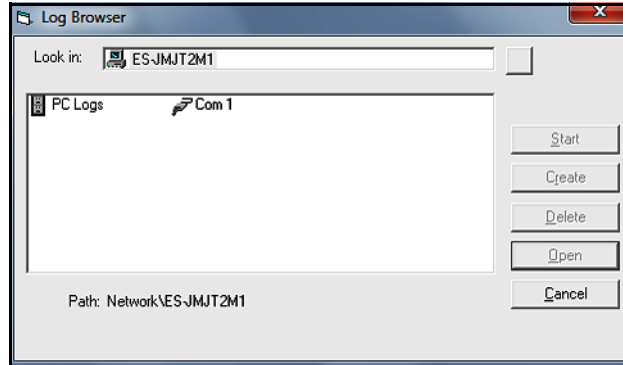 Log Browser
Look in: ES-JMJT2M1
PC Logs Com 1
Start
Create
Delete
Open
Cancel
Path: Network\ES-JMJT2M1